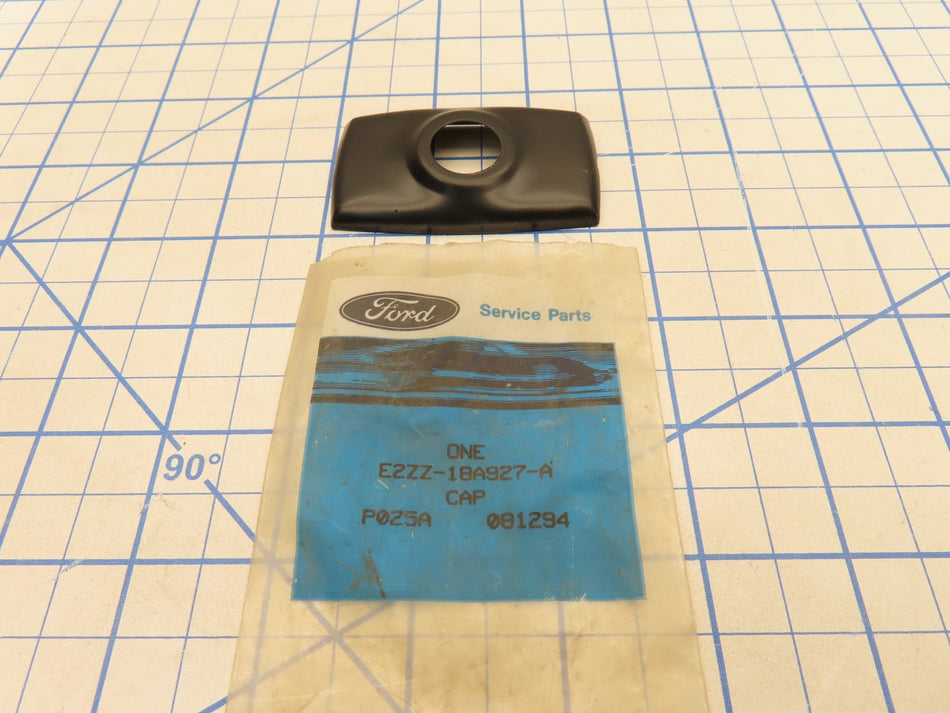 Ford Service Parts
ONE
E2ZZ-18A927-A
CAP
P025A 081294
90°